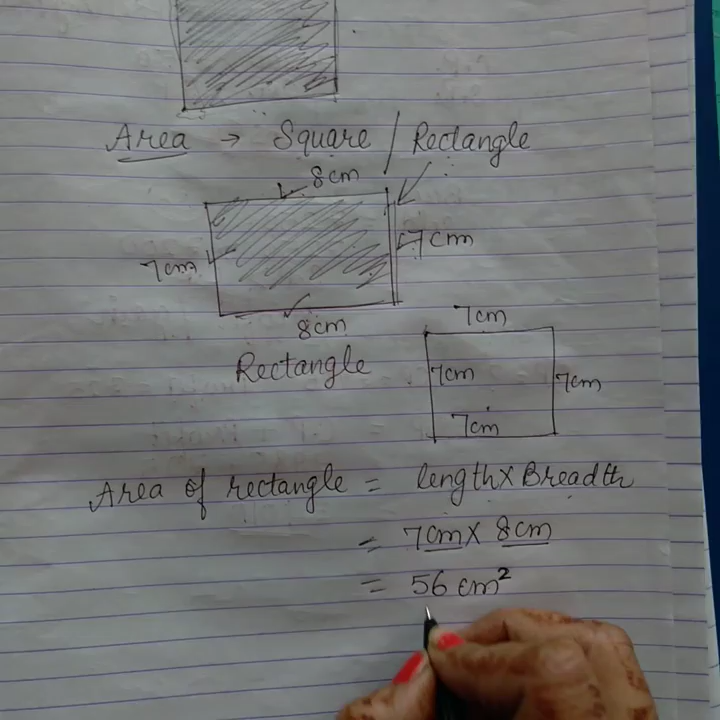 Area → Square / Rectangle
8cm
7cm
7cm
8cm
Rectangle
7cm
7cm
7cm
7cm
Area of rectangle = length × Breadth
= 7cm × 8cm
= 56 cm²